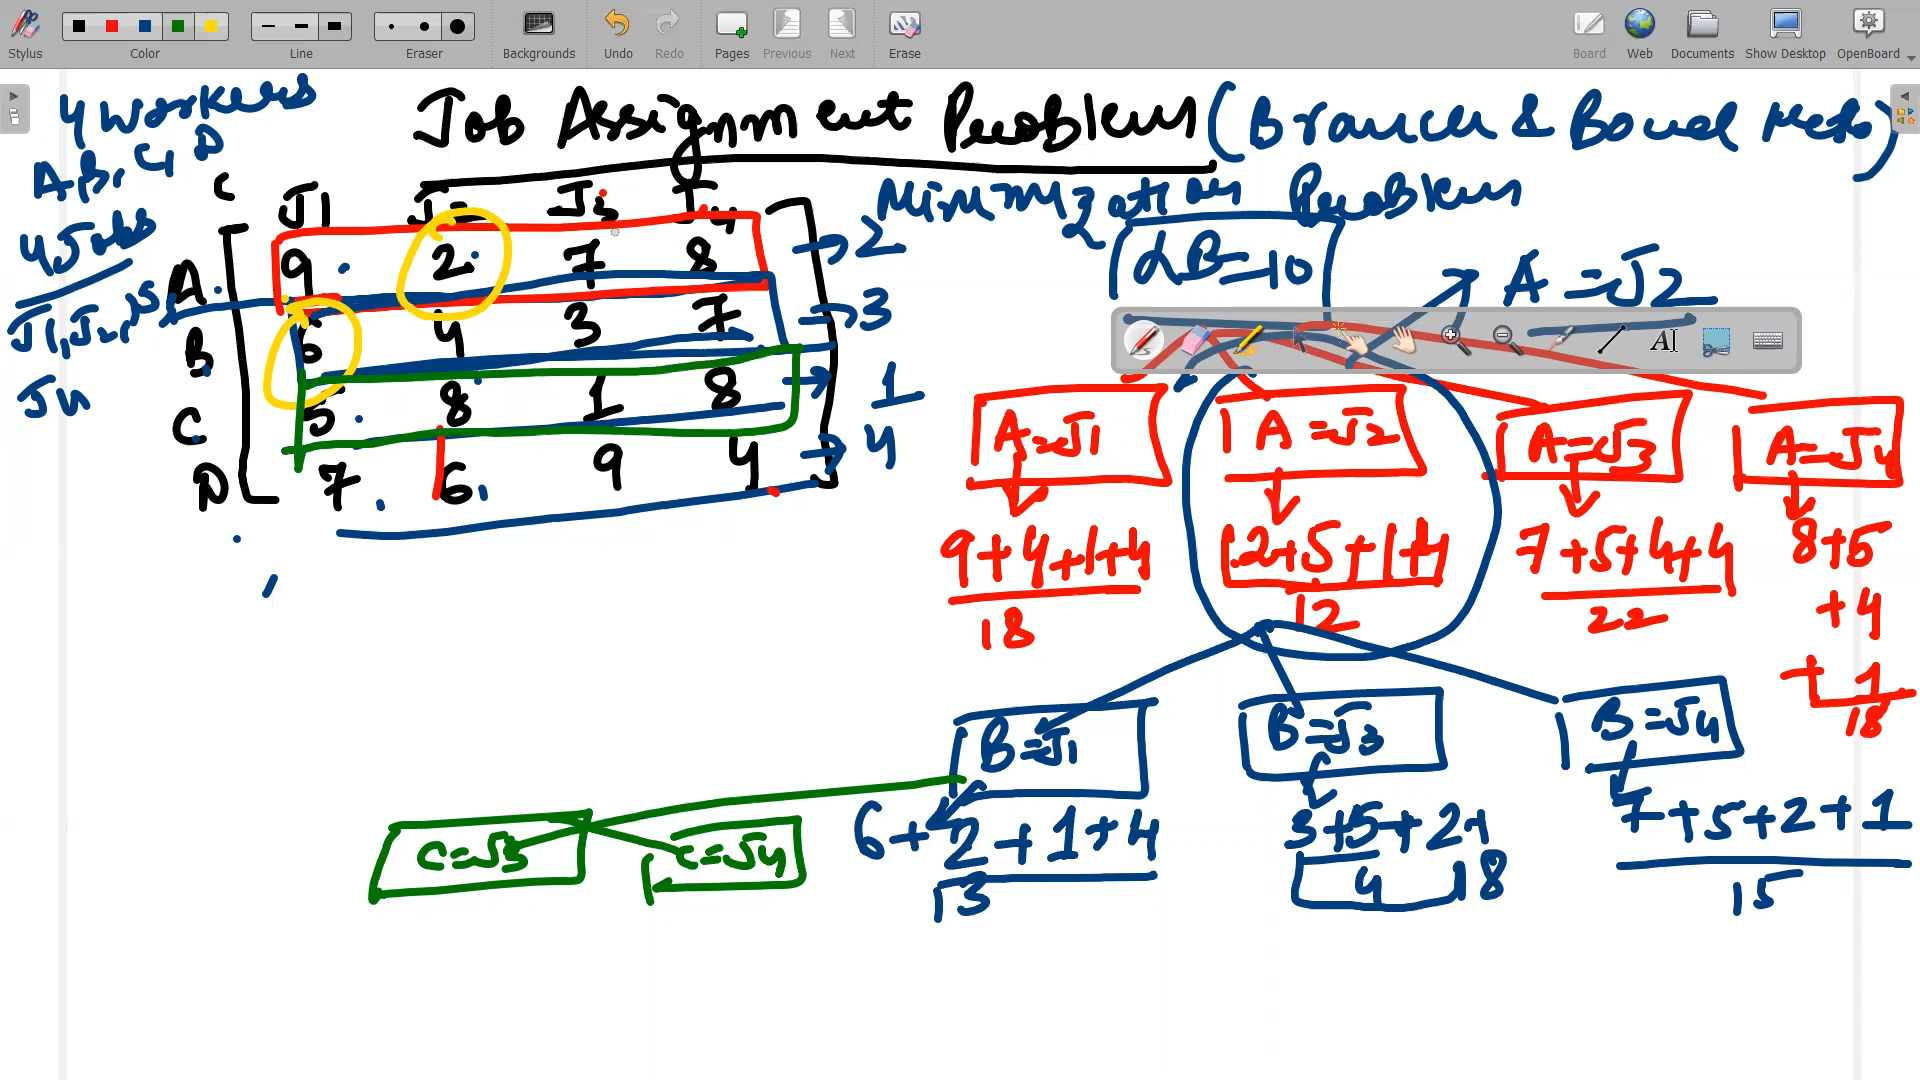 Stylus Color Line Eraser Backgrounds Undo Redo Pages Previous Next Erase Board Web Documents Show Desktop OpenBoard
4 workers
A, B, C, D
4 Jobs
J1, J2, J3,
J4
Job Assignment Problem (Branch & Bound
Minimization Problem
LB=10
A = J2
C J1 J2 J3 J4
A 9 2 7 8 → 2
B 6 4 3 7 → 3
C 5 8 1 8 → 1
D 7 6 9 4 → 4
A=J1 A=J2 A=J3 A=J4
9+4+1+4 2+5+1+4 7+5+4+4 8+5
+4
+1
18 12 22 18
B=J1 B=J3 B=J4
6+2+1+4 3+5+2+ 7+5+2+1
4
13 18 15
C=J3 C=J4